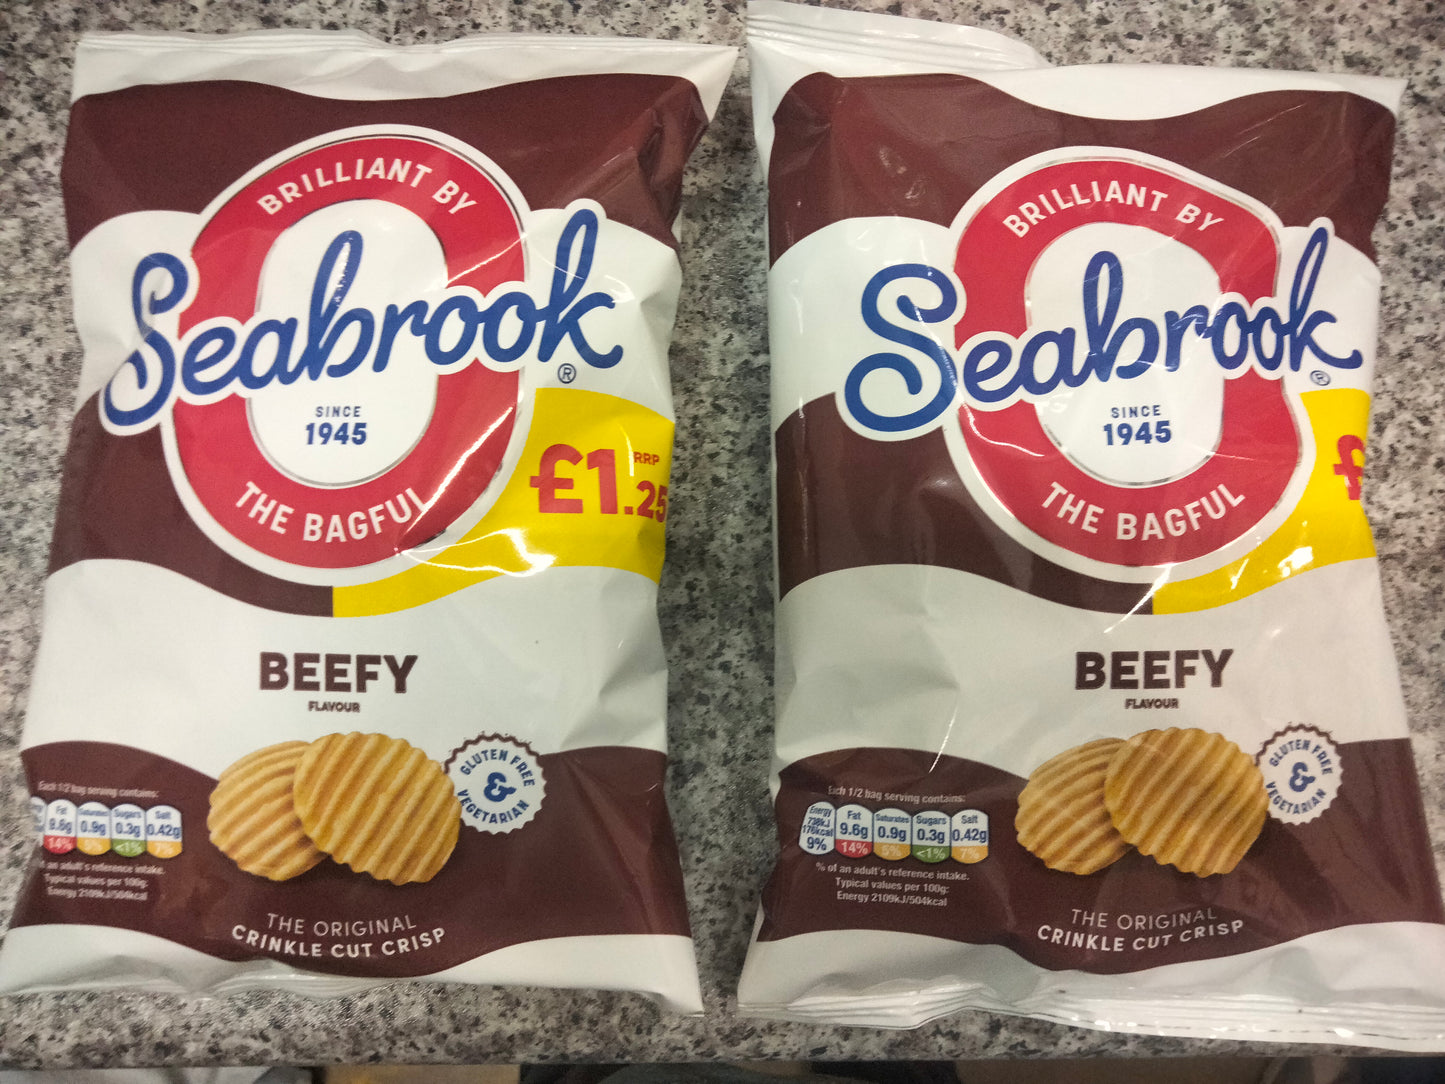 BRILLIANT BY
Seabrook
®
SINCE
1945
THE BAGFUL
£1.25
RRP
BEEFY
FLAVOUR
GLUTEN FREE
&
VEGETARIAN
Each 1/2 bag serving contains:
Fat Saturates Sugars Salt
9.6g 0.9g 0.3g 0.42g
14% 5% <1% 7%
an adult's reference intake.
Typical values per 100g:
Energy 2109kJ/504kcal
THE ORIGINAL
CRINKLE CUT CRISP
BRILLIANT BY
Seabrook
®
SINCE
1945
THE BAGFUL
£
BEEFY
FLAVOUR
GLUTEN FREE
&
VEGETARIAN
Each 1/2 bag serving contains:
Energy Fat Saturates Sugars Salt
738kJ 9.6g 0.9g 0.3g 0.42g
176kcal
9% 14% 5% <1% 7%
% of an adult's reference intake.
Typical values per 100g:
Energy 2109kJ/504kcal
THE ORIGINAL
CRINKLE CUT CRISP